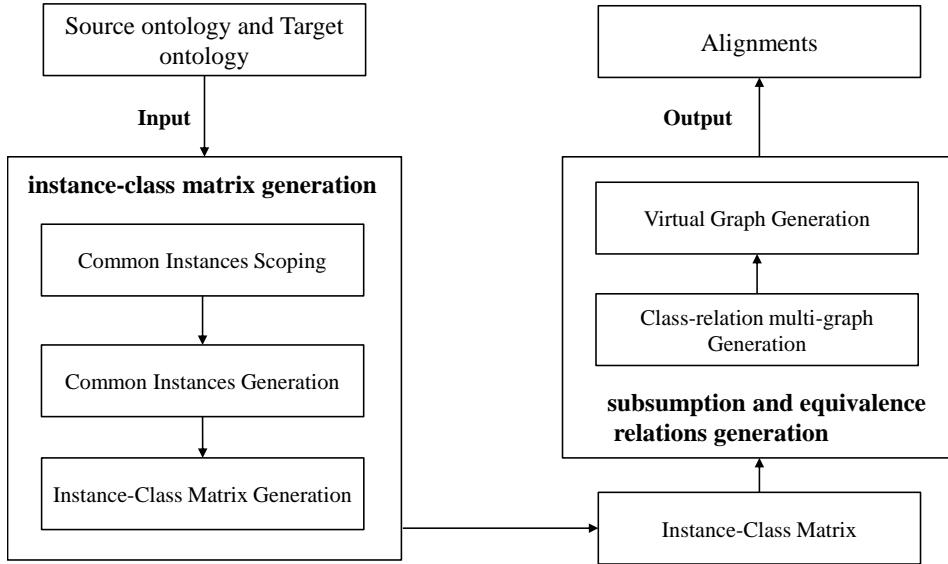 Source ontology and Target
ontology
Input
instance-class matrix generation
Common Instances Scoping
Common Instances Generation
Instance-Class Matrix Generation
Alignments
Output
Virtual Graph Generation
Class-relation multi-graph
Generation
subsumption and equivalence
relations generation
Instance-Class Matrix